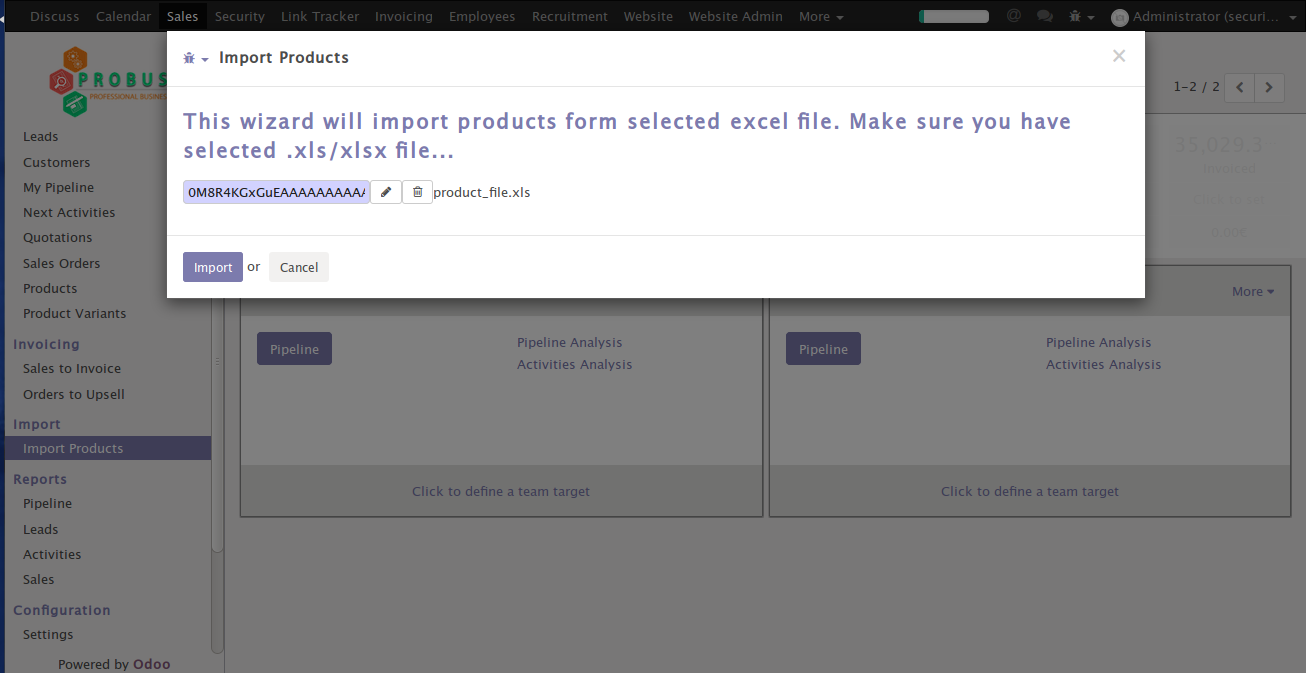 Discuss Calendar Sales Security Link Tracker Invoicing Employees Recruitment Website Website Admin More @ Administrator (securi...
Import Products ×
PROBUS
PROFESSIONAL BUSINES
1-2 / 2
This wizard will import products form selected excel file. Make sure you have
selected .xls/xlsx file...
0M8R4KGxGuEAAAAAAAAA product_file.xls
Import or Cancel
35,029.3
Invoiced
Click to set
0.00€
Leads
Customers
My Pipeline
Next Activities
Quotations
Sales Orders
Products
Product Variants
Invoicing
Sales to Invoice
Orders to Upsell
Import
Import Products
Reports
Pipeline
Leads
Activities
Sales
Configuration
Settings
Powered by Odoo
More
Pipeline
Pipeline Analysis
Activities Analysis
Click to define a team target
Pipeline
Pipeline Analysis
Activities Analysis
Click to define a team target